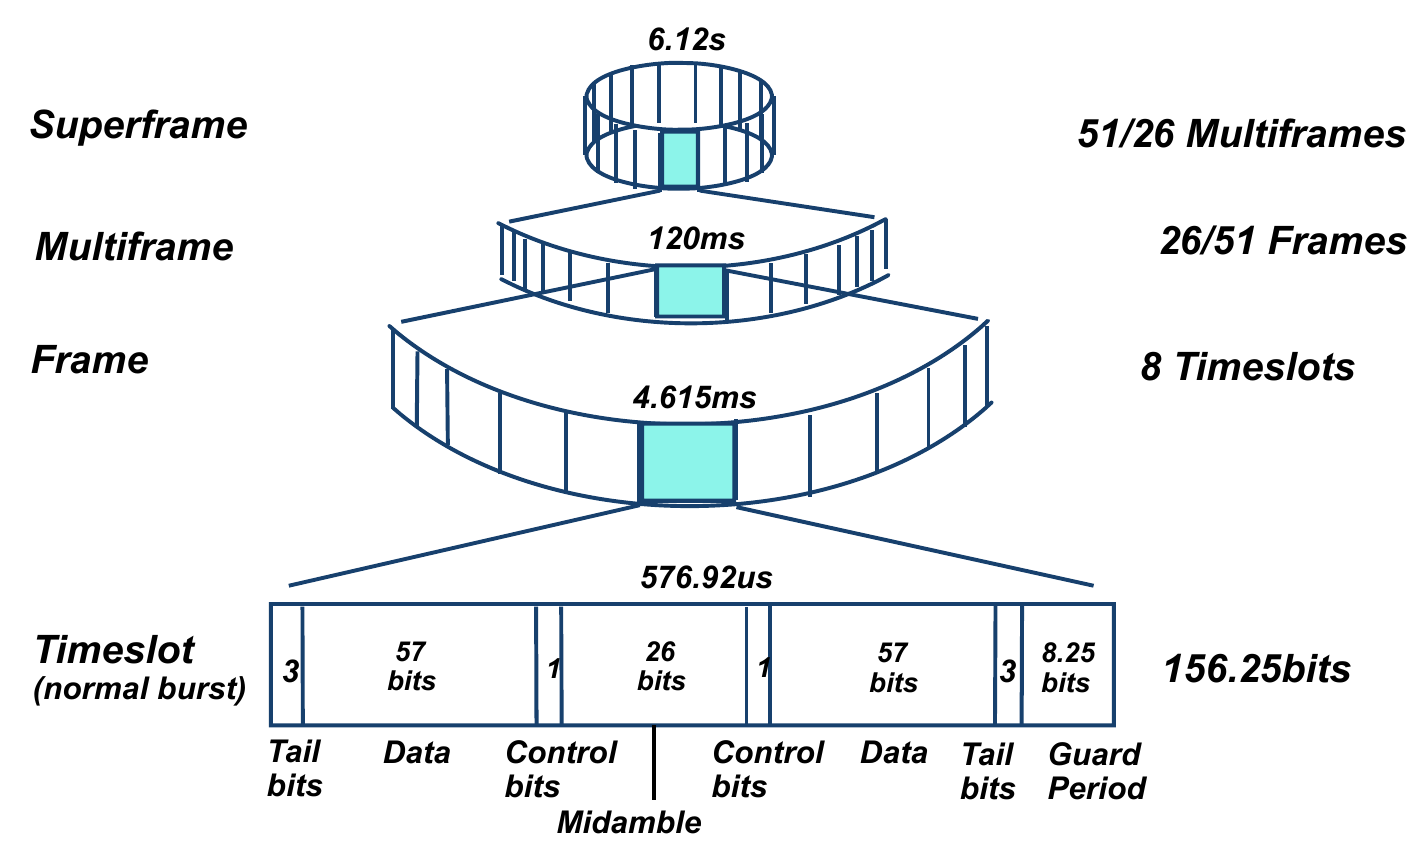 6.12s
Superframe
51/26 Multiframes
Multiframe
120ms
26/51 Frames
Frame
8 Timeslots
4.615ms
576.92us
Timeslot
(normal burst)
3
57
bits
1
26
bits
1
57
bits
3
8.25
bits
156.25bits
Tail
bits
Data
Control
bits
Midamble
Control
bits
Data
Tail
bits
Guard
Period